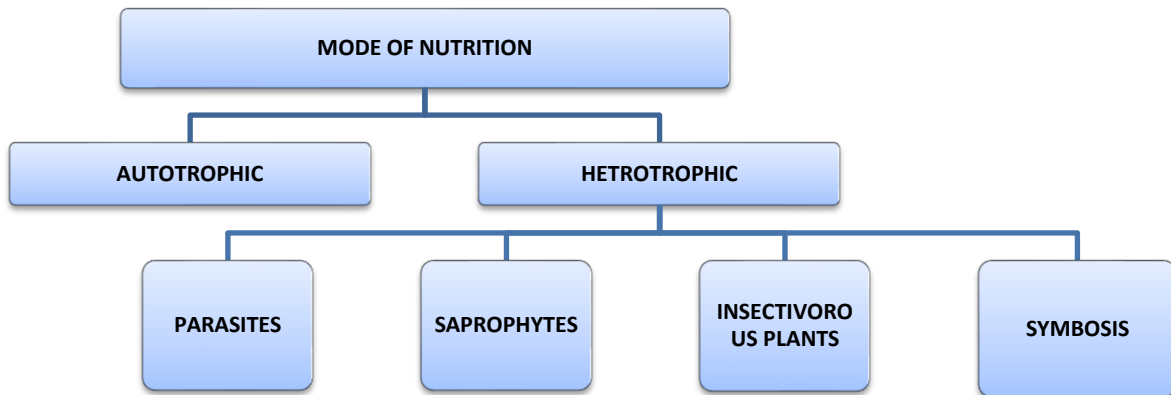 MODE OF NUTRITION
AUTOTROPHIC
HETROTROPHIC
PARASITES
SAPROPHYTES
INSECTIVORO
US PLANTS
SYMBOSIS